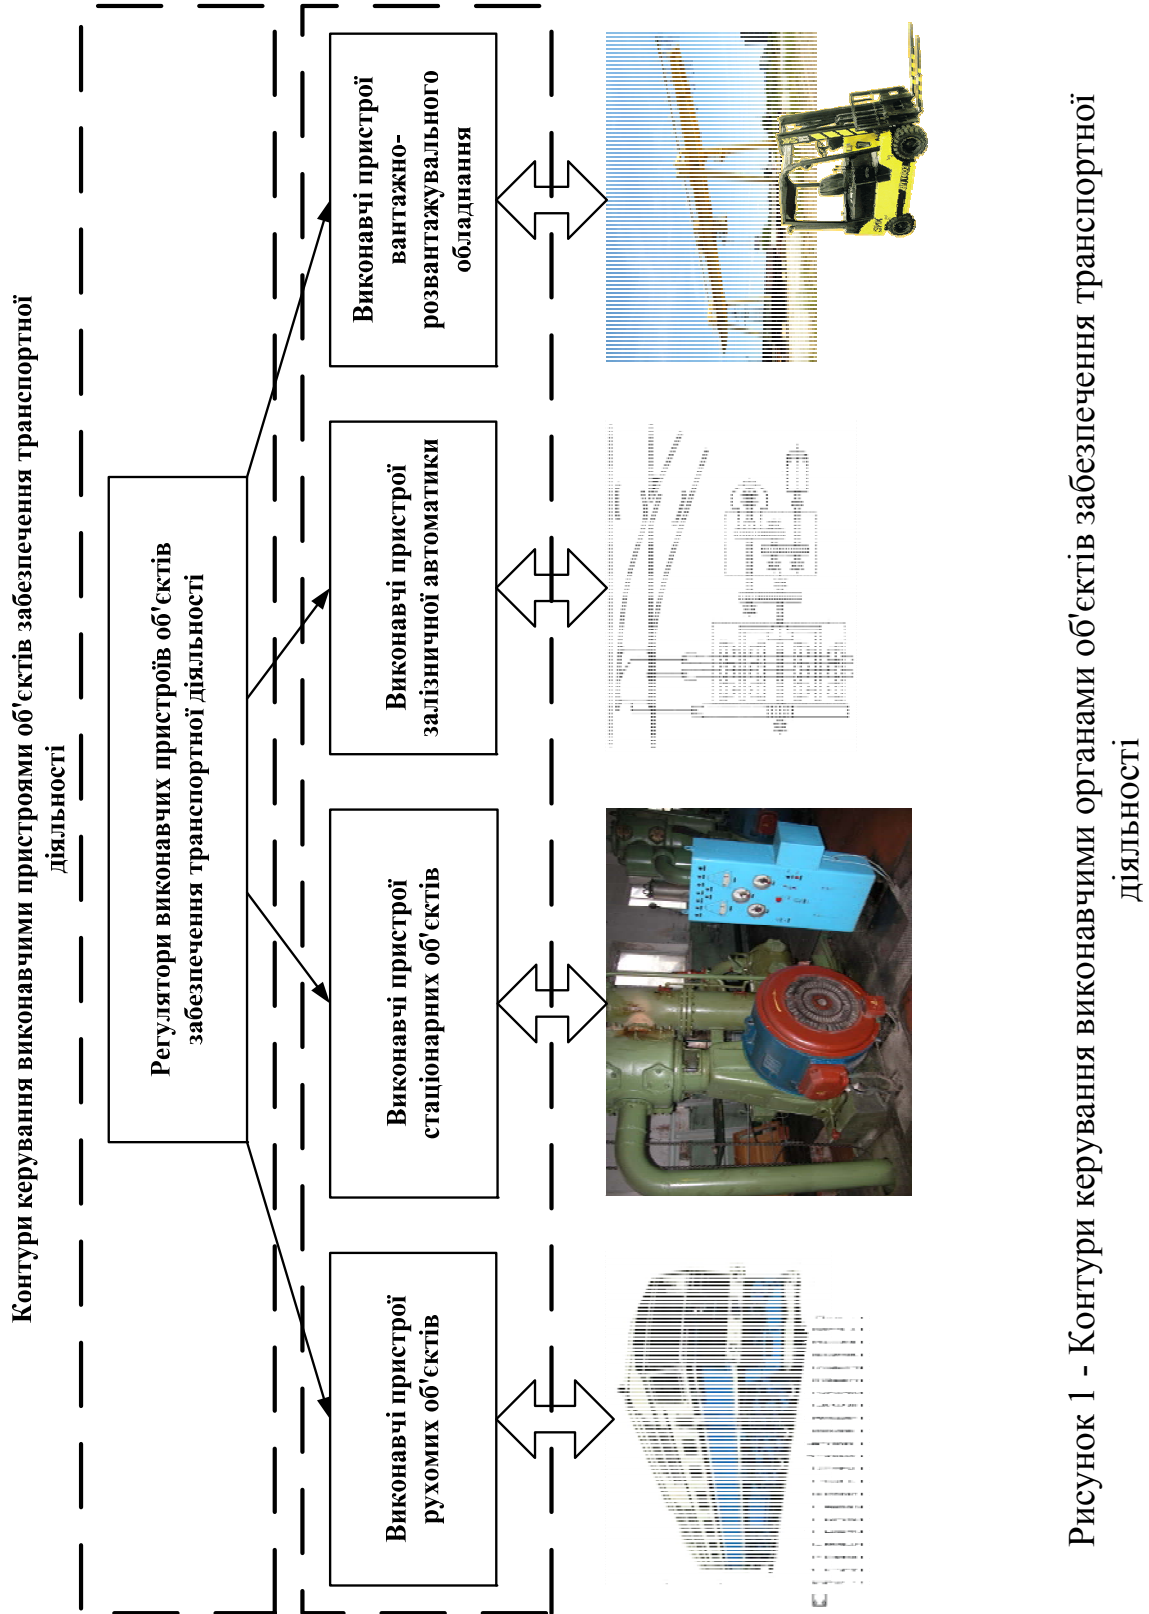 Контури керування виконавчими пристроями об'єктів забезпечення транспортної
діяльності
Регулятори виконавчих пристроїв об'єктів
забезпечення транспортної діяльності
Виконавчі пристрої
рухомих об'єктів
Виконавчі пристрої
стаціонарних об'єктів
Виконавчі пристрої
залізничної автоматики
Виконавчі пристрої
вантажно-
розвантажувального
обладнання
Рисунок 1 - Контури керування виконавчими органами об'єктів забезпечення транспортної
діяльності